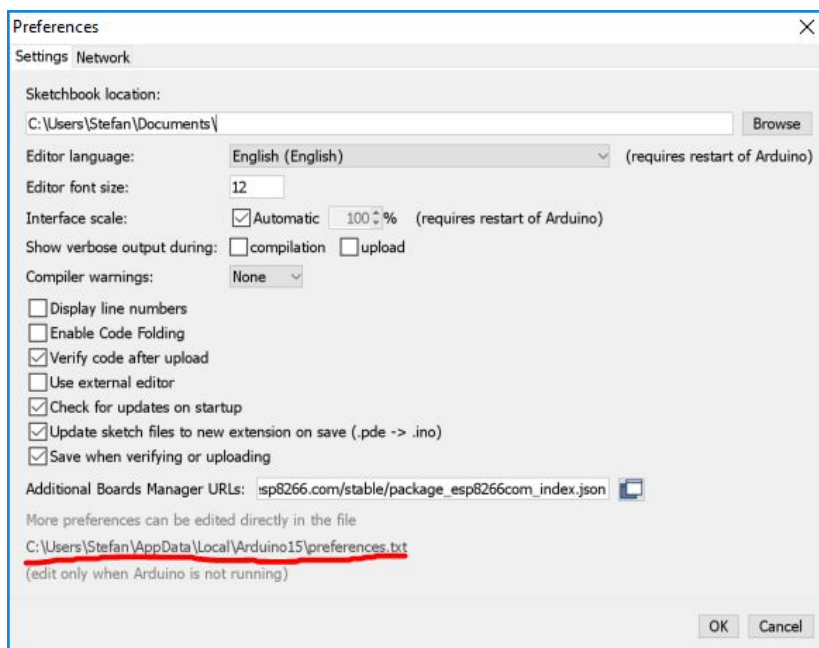 Preferences
Settings Network
Sketchbook location:
C:\Users\Stefan\Documents\ Browse
Editor language: English (English) (requires restart of Arduino)
Editor font size: 12
Interface scale: Automatic 100 % (requires restart of Arduino)
Show verbose output during: compilation upload
Compiler warnings: None
Display line numbers
Enable Code Folding
Verify code after upload
Use external editor
Check for updates on startup
Update sketch files to new extension on save (.pde -> .ino)
Save when verifying or uploading
Additional Boards Manager URLs: esp8266.com/stable/package_esp8266com_index.json
More preferences can be edited directly in the file
C:\Users\Stefan\AppData\Local\Arduino15\preferences.txt
(edit only when Arduino is not running)
OK Cancel